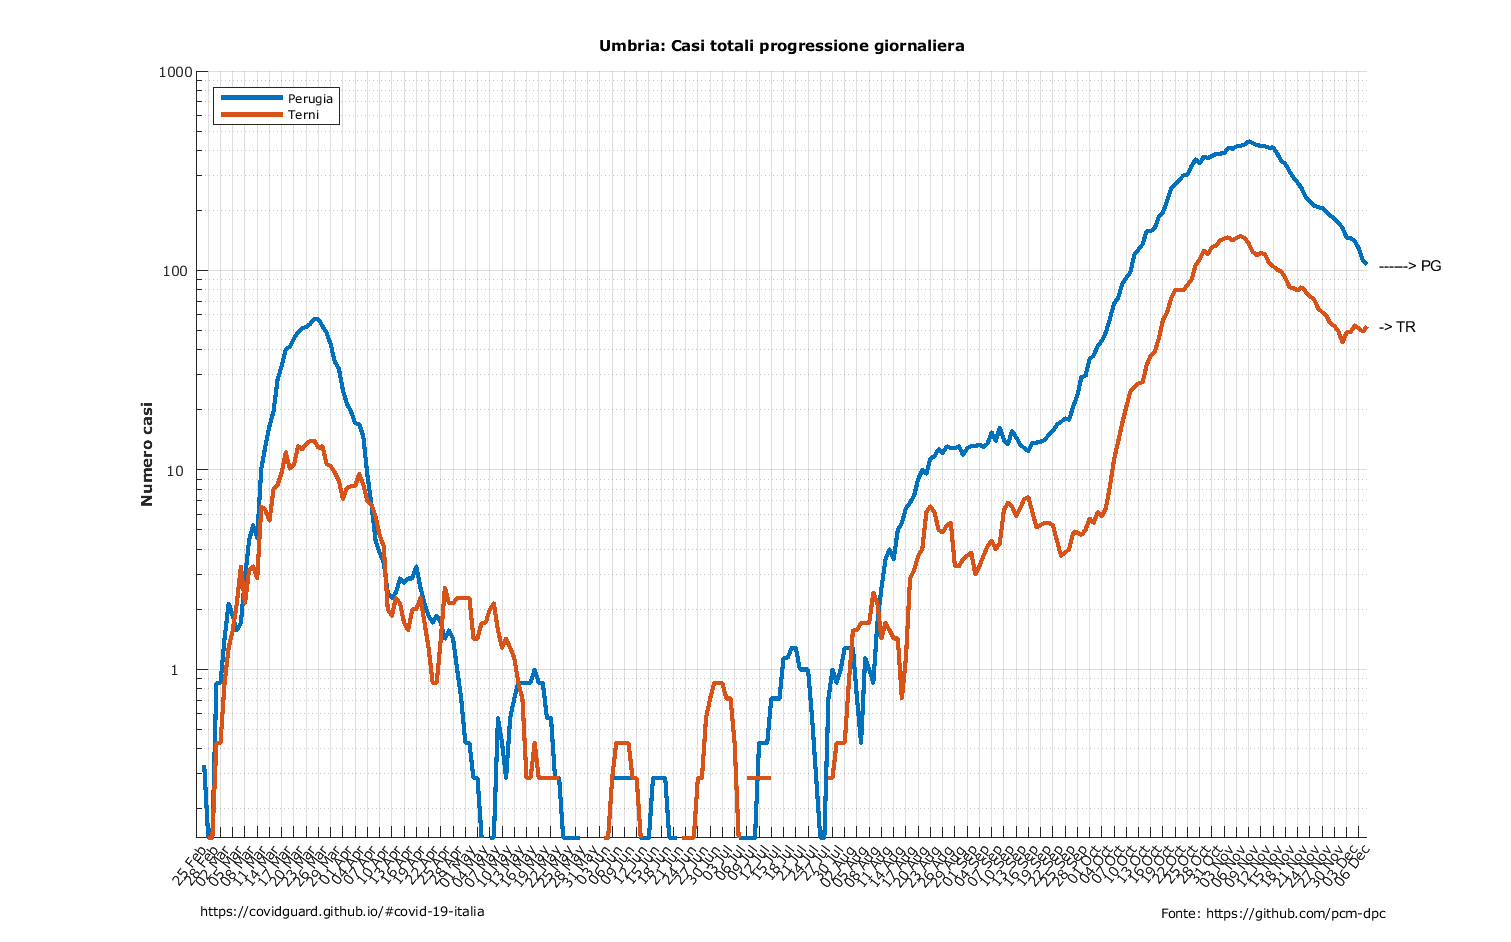 Umbria: Casi totali progressione giornaliera
1000
Perugia
Terni
100
------> PG
-> TR
Numero casi
10
1
25 Feb
28 Feb
02 Mar
05 Mar
08 Mar
11 Mar
14 Mar
17 Mar
20 Mar
23 Mar
26 Mar
29 Mar
01 Apr
04 Apr
07 Apr
10 Apr
13 Apr
16 Apr
19 Apr
22 Apr
25 Apr
28 Apr
01 May
04 May
07 May
10 May
13 May
16 May
19 May
22 May
25 May
28 May
31 May
03 Jun
06 Jun
09 Jun
12 Jun
15 Jun
18 Jun
21 Jun
24 Jun
27 Jun
30 Jun
03 Jul
06 Jul
09 Jul
12 Jul
15 Jul
18 Jul
21 Jul
24 Jul
27 Jul
30 Jul
02 Aug
05 Aug
08 Aug
11 Aug
14 Aug
17 Aug
20 Aug
23 Aug
26 Aug
29 Aug
01 Sep
04 Sep
07 Sep
10 Sep
13 Sep
16 Sep
19 Sep
22 Sep
25 Sep
28 Sep
01 Oct
04 Oct
07 Oct
10 Oct
13 Oct
16 Oct
19 Oct
22 Oct
25 Oct
28 Oct
31 Oct
03 Nov
06 Nov
09 Nov
12 Nov
15 Nov
18 Nov
21 Nov
24 Nov
27 Nov
30 Nov
03 Dec
06 Dec
https://covidguard.github.io/#covid-19-italia
Fonte: https://github.com/pcm-dpc